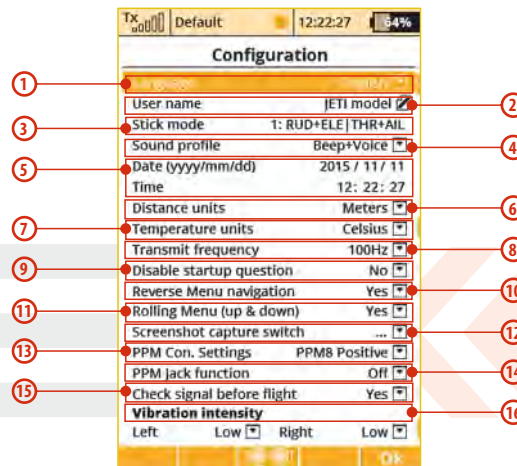 Tx Default 12:22:27 64%
Configuration
1
User name JETI model 2
3 Stick mode 1: RUD+ELE|THR+AIL
Sound profile Beep+Voice 4
5 Date (yyyy/mm/dd) 2015 / 11/ 11
Time 12: 22: 27
Distance units Meters 6
7 Temperature units Celsius
Transmit frequency 100Hz 8
9 Disable startup question No
Reverse Menu navigation Yes 10
11 Rolling Menu (up & down) Yes
Screenshot capture switch ... 12
13 PPM Con. Settings PPM8 Positive
PPM Jack function Off 14
15 Check signal before flight Yes
Vibration intensity 16
Left Low Right Low
Ok